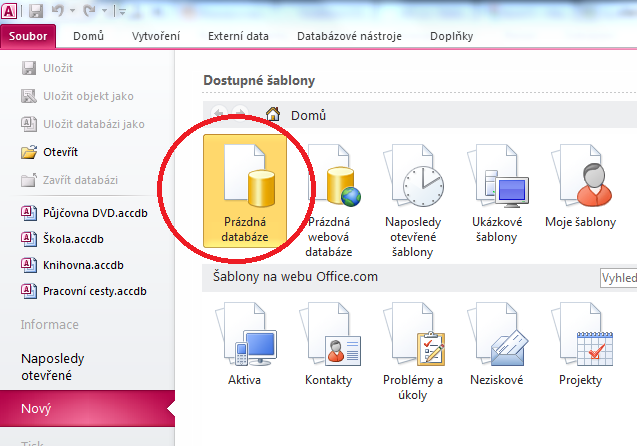 Soubor Domů Vytvoření Externí data Databázové nástroje Doplňky
Uložit
Uložit objekt jako
Uložit databázi jako
Otevřít
Zavřít databázi
Půjčovna DVD.accdb
Škola.accdb
Knihovna.accdb
Pracovní cesty.accdb
Informace
Naposledy
otevřené
Nový
Tisk
Dostupné šablony
Domů
Prázdná
databáze
Prázdná
webová
databáze
Naposledy
otevřené
šablony
Ukázkové
šablony
Moje šablony
Šablony na webu Office.com
Vyhled
Aktiva
Kontakty
Problémy a
úkoly
Neziskové
Projekty